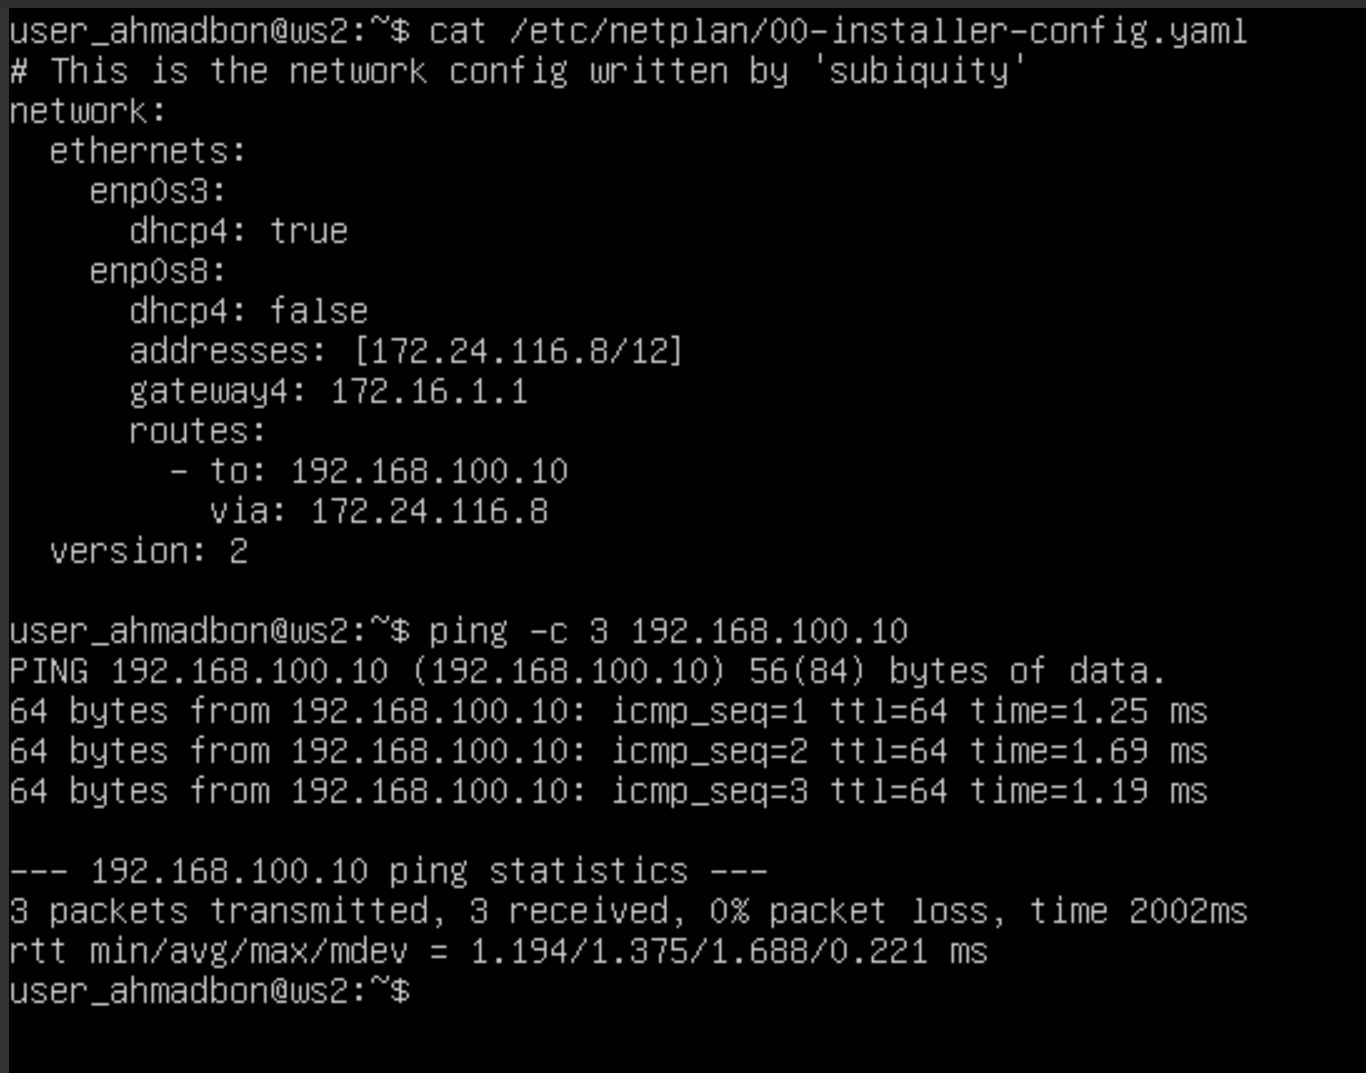 user_ahmadbon@ws2:~$ cat /etc/netplan/00-installer-config.yaml
# This is the network config written by 'subiquity'
network:
  ethernets:
    enp0s3:
      dhcp4: true
    enp0s8:
      dhcp4: false
      addresses: [172.24.116.8/12]
      gateway4: 172.16.1.1
      routes:
        - to: 192.168.100.10
          via: 172.24.116.8
  version: 2

user_ahmadbon@ws2:~$ ping -c 3 192.168.100.10
PING 192.168.100.10 (192.168.100.10) 56(84) bytes of data.
64 bytes from 192.168.100.10: icmp_seq=1 ttl=64 time=1.25 ms
64 bytes from 192.168.100.10: icmp_seq=2 ttl=64 time=1.69 ms
64 bytes from 192.168.100.10: icmp_seq=3 ttl=64 time=1.19 ms

--- 192.168.100.10 ping statistics ---
3 packets transmitted, 3 received, 0% packet loss, time 2002ms
rtt min/avg/max/mdev = 1.194/1.375/1.688/0.221 ms
user_ahmadbon@ws2:~$